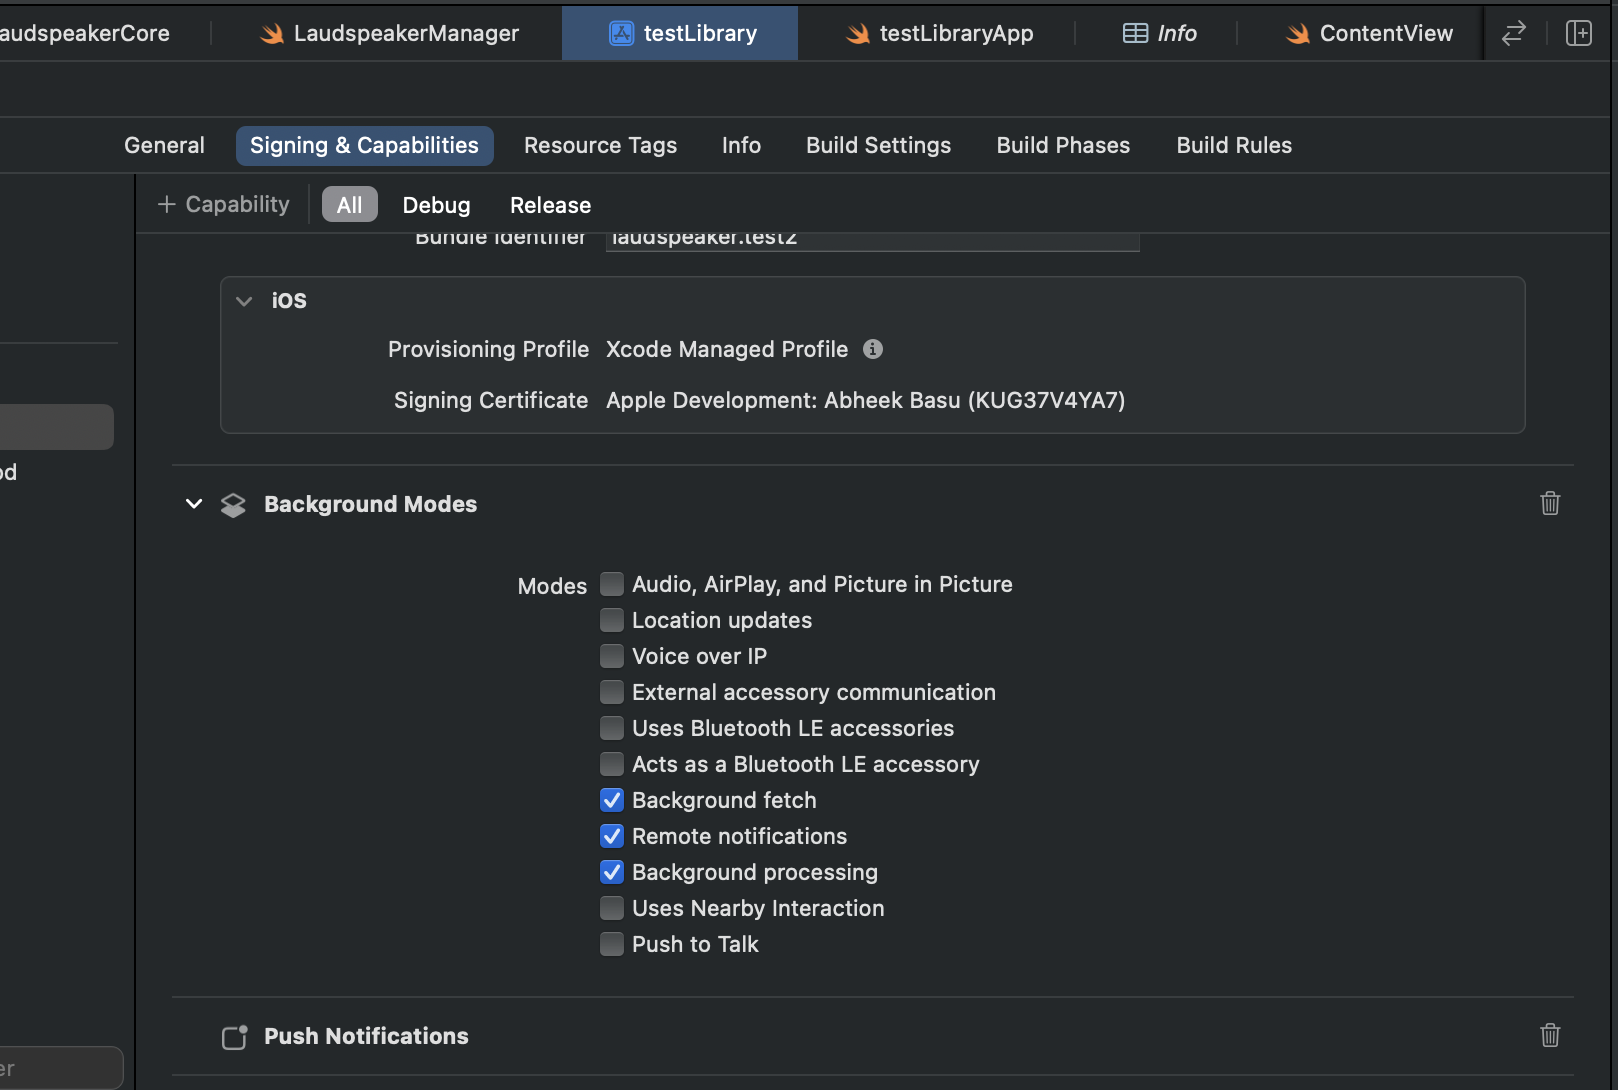 audspeakerCore LaudspeakerManager testLibrary testLibraryApp Info ContentView
General Signing & Capabilities Resource Tags Info Build Settings Build Phases Build Rules
+ Capability All Debug Release
Bundle Identifier laudspeaker.test2
iOS
Provisioning Profile Xcode Managed Profile
Signing Certificate Apple Development: Abheek Basu (KUG37V4YA7)
od
Background Modes
Modes Audio, AirPlay, and Picture in Picture
Location updates
Voice over IP
External accessory communication
Uses Bluetooth LE accessories
Acts as a Bluetooth LE accessory
Background fetch
Remote notifications
Background processing
Uses Nearby Interaction
Push to Talk
Push Notifications
er